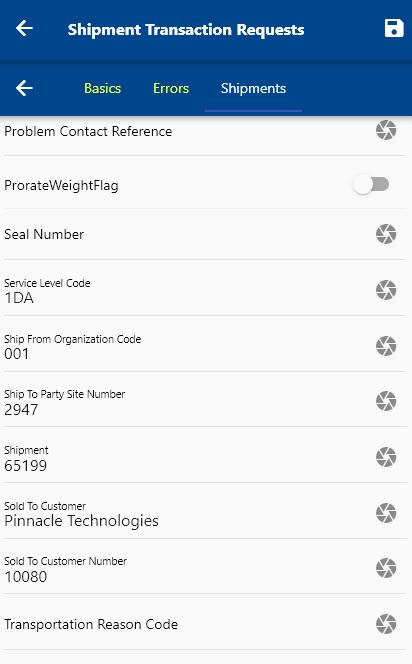 Shipment Transaction Requests
Basics Errors Shipments
Problem Contact Reference
ProrateWeightFlag
Seal Number
Service Level Code
1DA
Ship From Organization Code
001
Ship To Party Site Number
2947
Shipment
65199
Sold To Customer
Pinnacle Technologies
Sold To Customer Number
10080
Transportation Reason Code